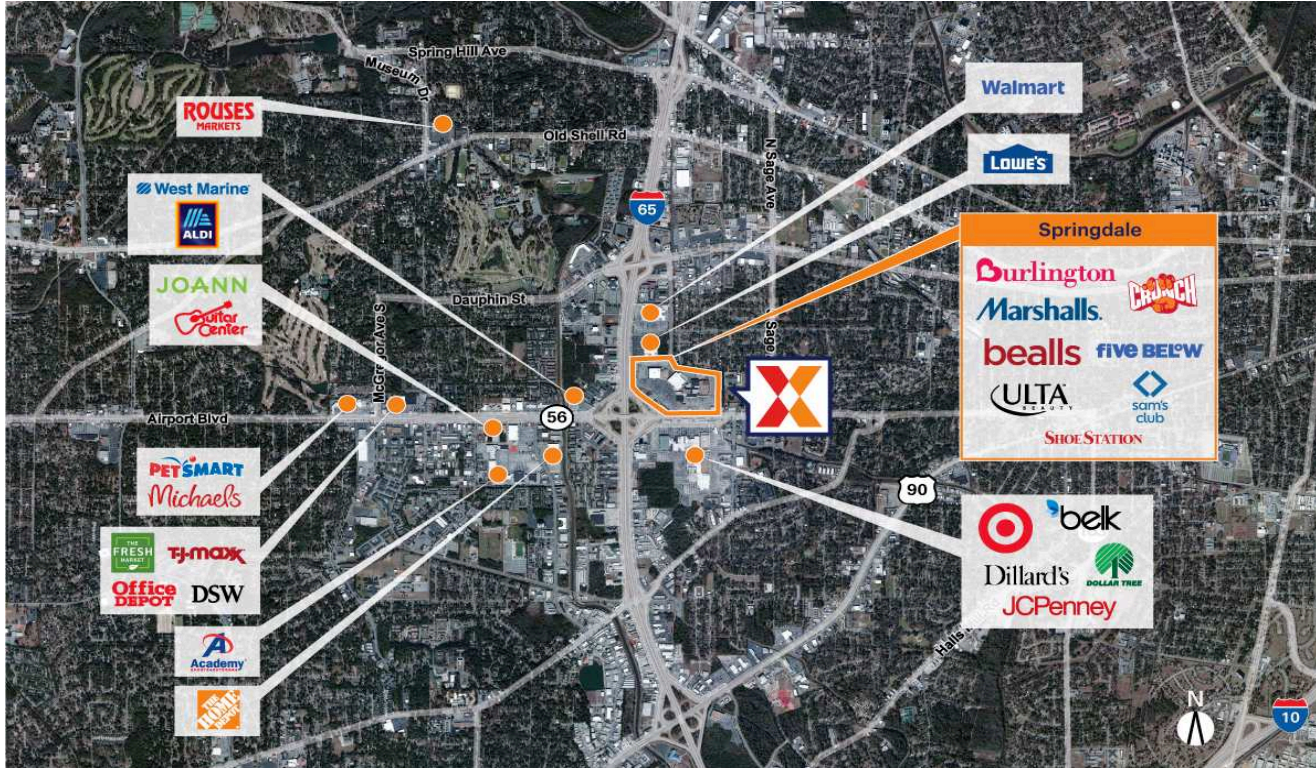 Spring Hill Ave
Museum Dr
ROUSES
MARKETS
Old Shell Rd
N Sage Ave
Walmart
LOWE'S
West Marine
ALDI
65
Springdale
Burlington
CRUNCH
Marshalls.
bealls
five BEL°W
ULTA
BEAUTY
sam's
club
SHOE STATION
JOANN
Guitar
Center
Dauphin St
McGregor Ave S
Sage
Airport Blvd
56
X
PETSMART
Michaels
90
THE
FRESH
MARKET
T·J·maxx
Office
DEPOT
DSW
belk
Dillard's
DOLLAR TREE
JCPenney
Halls
Academy
THE
HOME
DEPOT
N
10